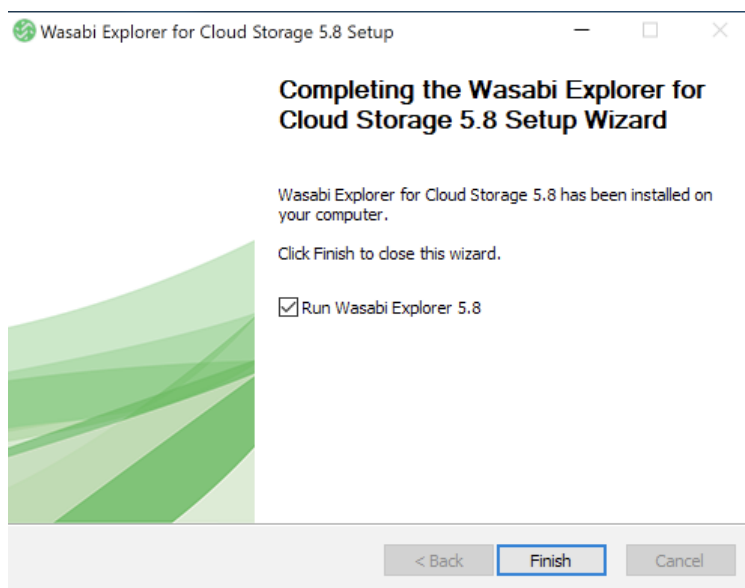 Wasabi Explorer for Cloud Storage 5.8 Setup
Completing the Wasabi Explorer for
Cloud Storage 5.8 Setup Wizard
Wasabi Explorer for Cloud Storage 5.8 has been installed on
your computer.
Click Finish to close this wizard.
Run Wasabi Explorer 5.8
< Back
Finish
Cancel